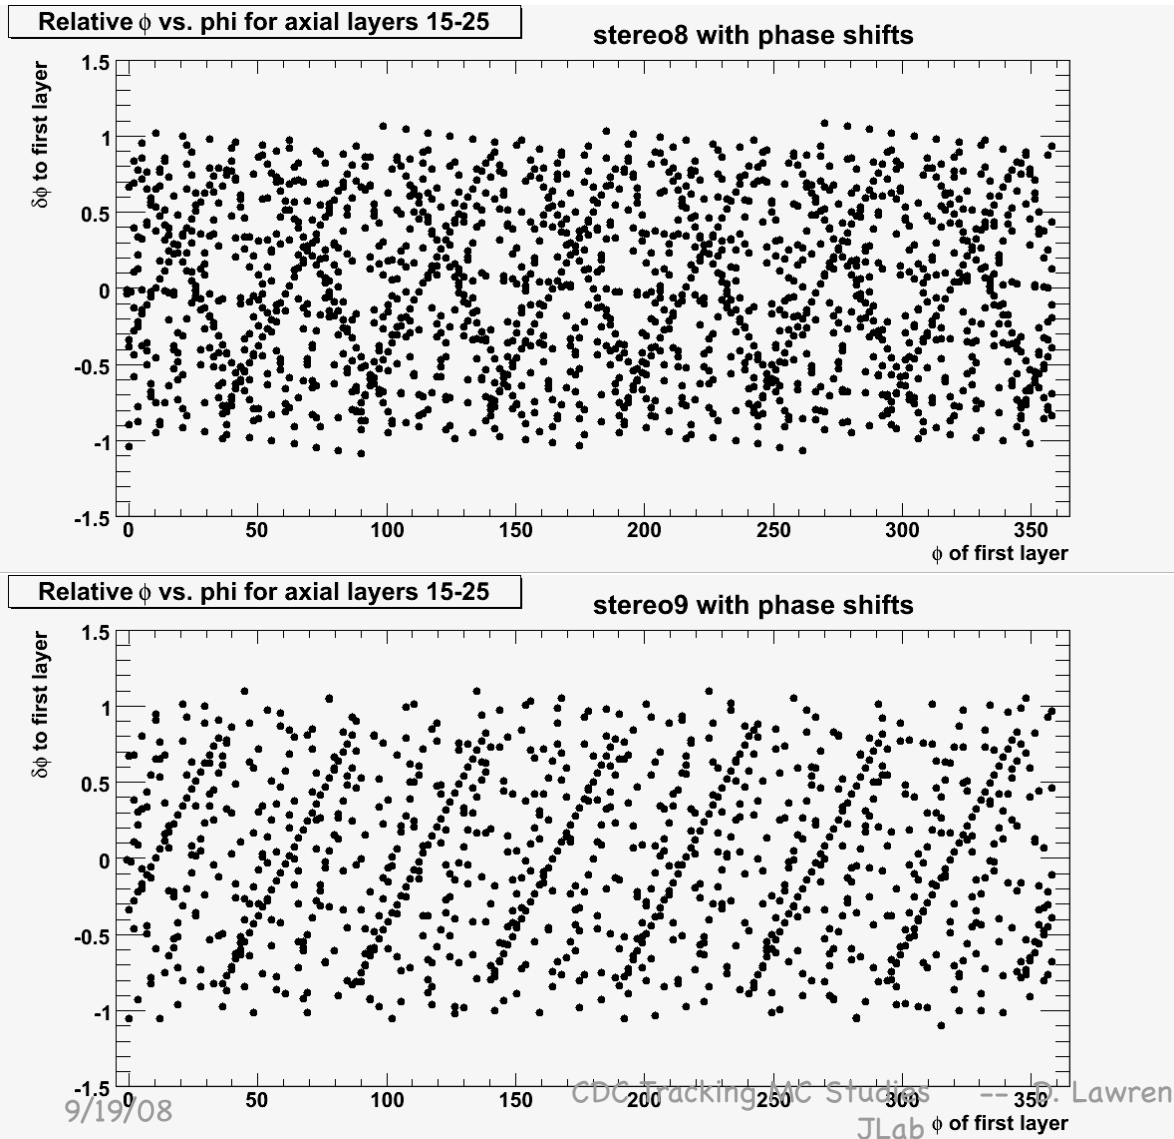 Relative ϕ vs. phi for axial layers 15-25
stereo8 with phase shifts
δϕ to first layer
1.5
1
0.5
0
-0.5
-1
-1.5
0 50 100 150 200 250 300 350
ϕ of first layer
Relative ϕ vs. phi for axial layers 15-25
stereo9 with phase shifts
δϕ to first layer
1.5
1
0.5
0
-0.5
-1
-1.5
0 50 100 150 200 250 300 350
ϕ of first layer
9/19/08
CDC Tracking MC Studies -- D. Lawren
JLab